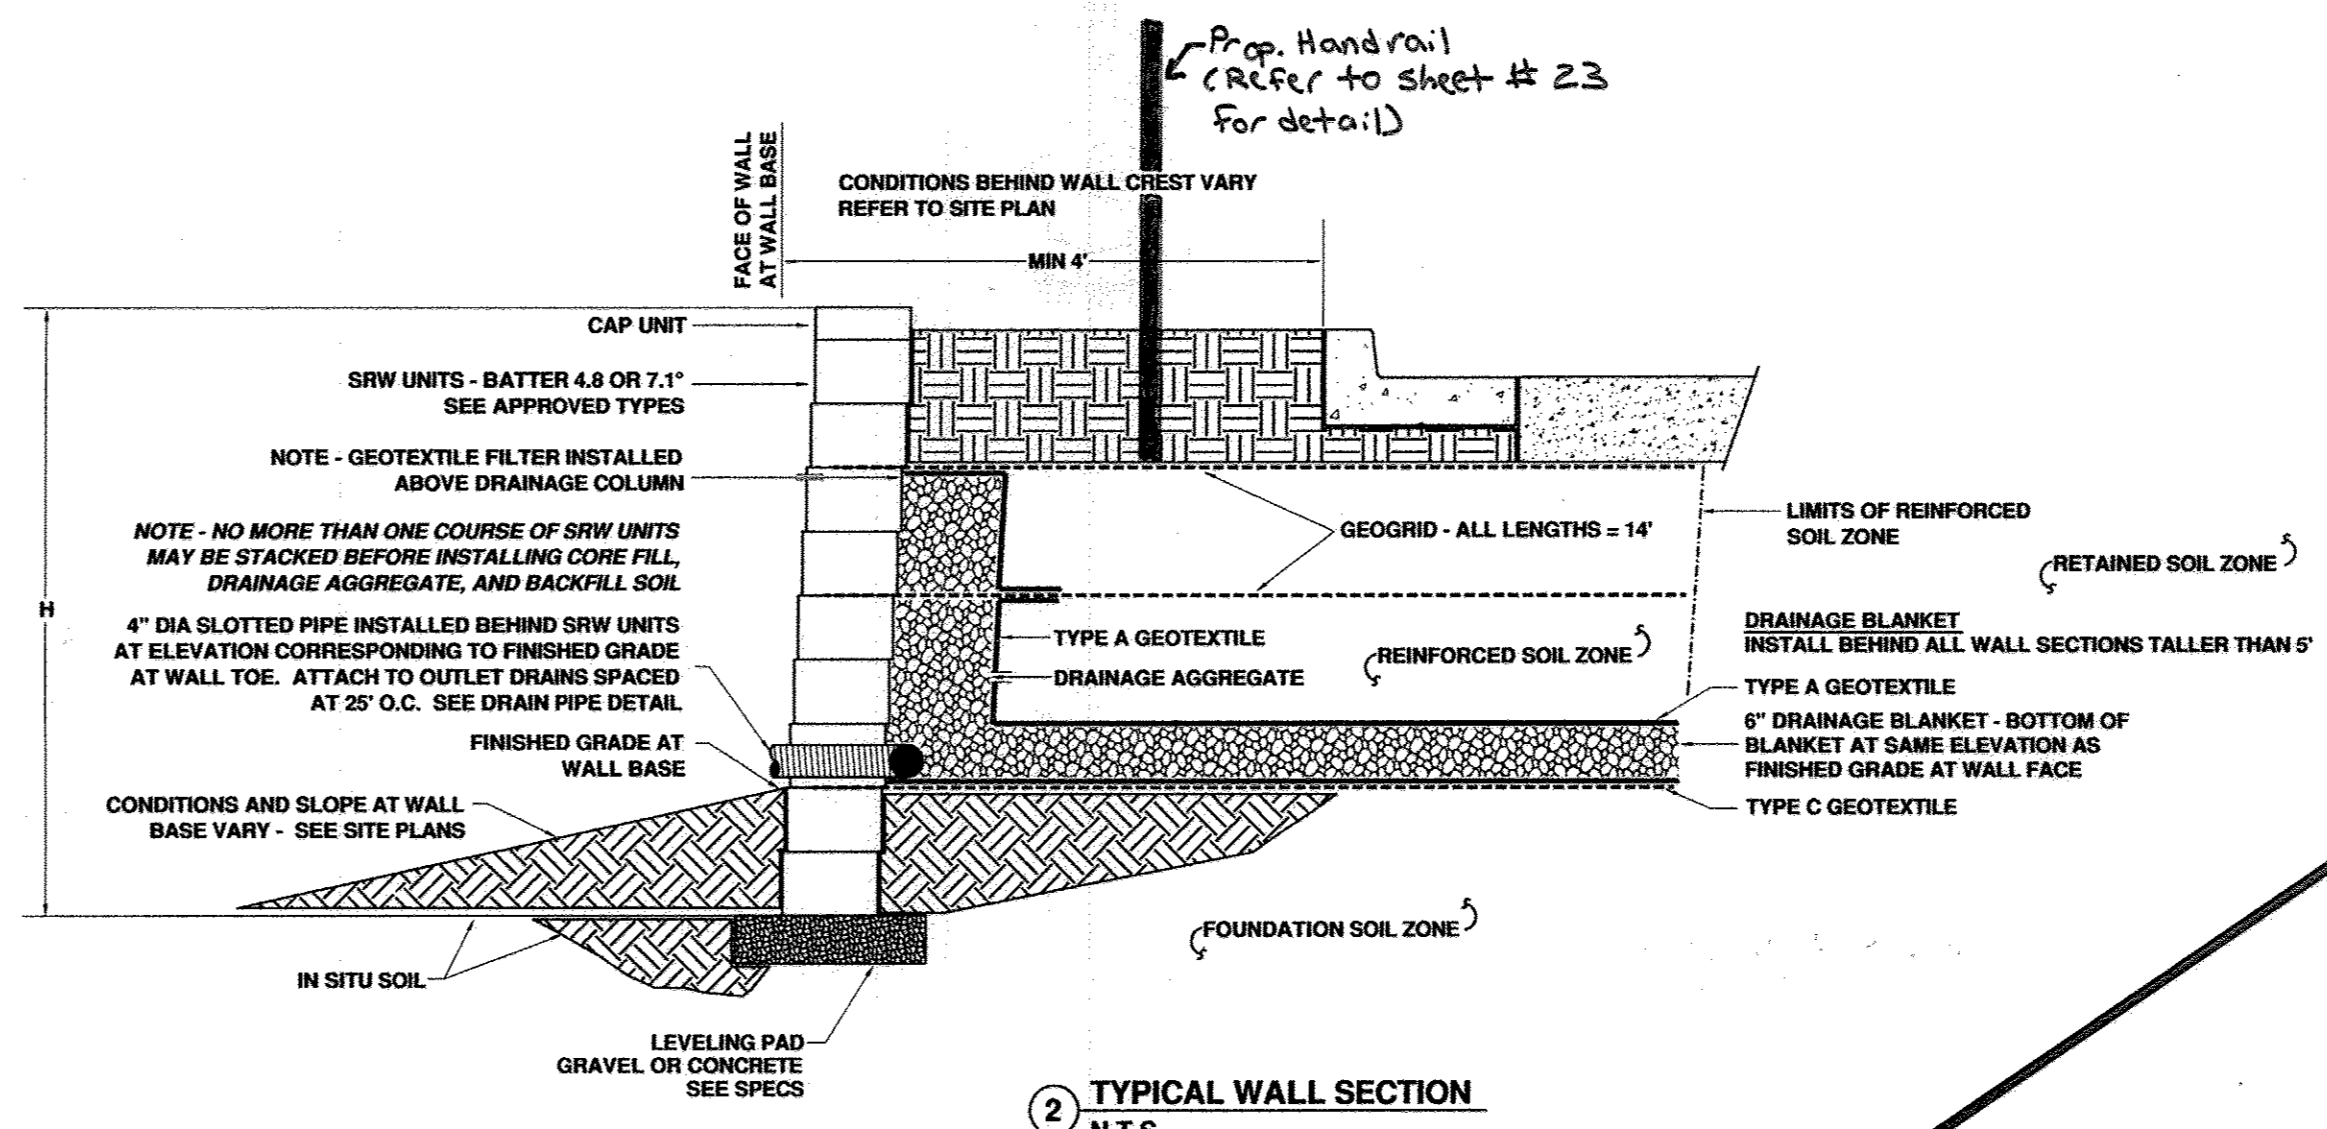 Prop. Handrail
(Refer to sheet # 23
For detail)
FACE OF WALL
AT WALL BASE
CONDITIONS BEHIND WALL CREST VARY
REFER TO SITE PLAN
MIN 4'
CAP UNIT
SRW UNITS - BATTER 4.8 OR 7.1°
SEE APPROVED TYPES
NOTE - GEOTEXTILE FILTER INSTALLED
ABOVE DRAINAGE COLUMN
NOTE - NO MORE THAN ONE COURSE OF SRW UNITS
MAY BE STACKED BEFORE INSTALLING CORE FILL,
DRAINAGE AGGREGATE, AND BACKFILL SOIL
H
4" DIA SLOTTED PIPE INSTALLED BEHIND SRW UNITS
AT ELEVATION CORRESPONDING TO FINISHED GRADE
AT WALL TOE. ATTACH TO OUTLET DRAINS SPACED
AT 25' O.C. SEE DRAIN PIPE DETAIL
FINISHED GRADE AT
WALL BASE
CONDITIONS AND SLOPE AT WALL
BASE VARY - SEE SITE PLANS
IN SITU SOIL
LEVELING PAD
GRAVEL OR CONCRETE
SEE SPECS
GEOGRID - ALL LENGTHS = 14'
TYPE A GEOTEXTILE
DRAINAGE AGGREGATE
REINFORCED SOIL ZONE
LIMITS OF REINFORCED
SOIL ZONE
RETAINED SOIL ZONE
DRAINAGE BLANKET
INSTALL BEHIND ALL WALL SECTIONS TALLER THAN 5'
TYPE A GEOTEXTILE
6" DRAINAGE BLANKET - BOTTOM OF
BLANKET AT SAME ELEVATION AS
FINISHED GRADE AT WALL FACE
TYPE C GEOTEXTILE
FOUNDATION SOIL ZONE
2 TYPICAL WALL SECTION
N.T.S.